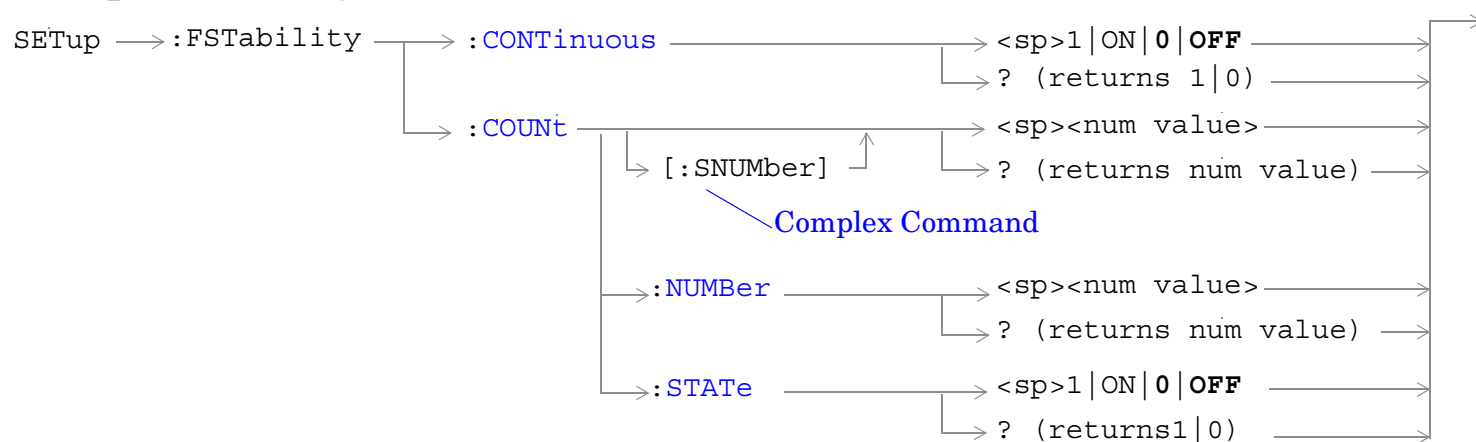 SETup :FSTability :CONTinuous <sp>1|ON|0|OFF
? (returns 1|0)
:COUNt <sp><num value>
[:SNUMber] ? (returns num value)
Complex Command
:NUMBer <sp><num value>
? (returns num value)
:STATe <sp>1|ON|0|OFF
? (returns1|0)